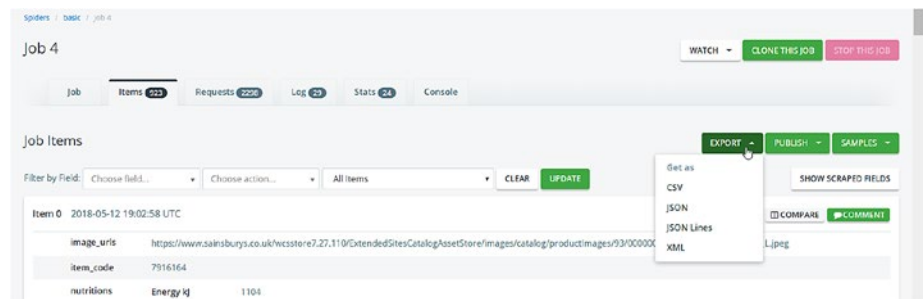 Spiders / basic / Job 4
Job 4
WATCH
CLONE THIS JOB
STOP THIS JOB
Job
Items 923
Requests 2298
Log 29
Stats 24
Console
Job Items
EXPORT
PUBLISH
SAMPLES
Filter by Field:
Choose field...
Choose action...
All Items
CLEAR
UPDATE
Get as
CSV
JSON
JSON Lines
XML
SHOW SCRAPED FIELDS
Item 0 2018-05-12 19:02:58 UTC
COMPARE
COMMENT
image_urls https://www.sainsburys.co.uk/wcsstore7.27.110/ExtendedSitesCatalogAssetStore/images/catalog/productImages/93/000000 L.jpeg
item_code 7916164
nutritions Energy kJ 1104